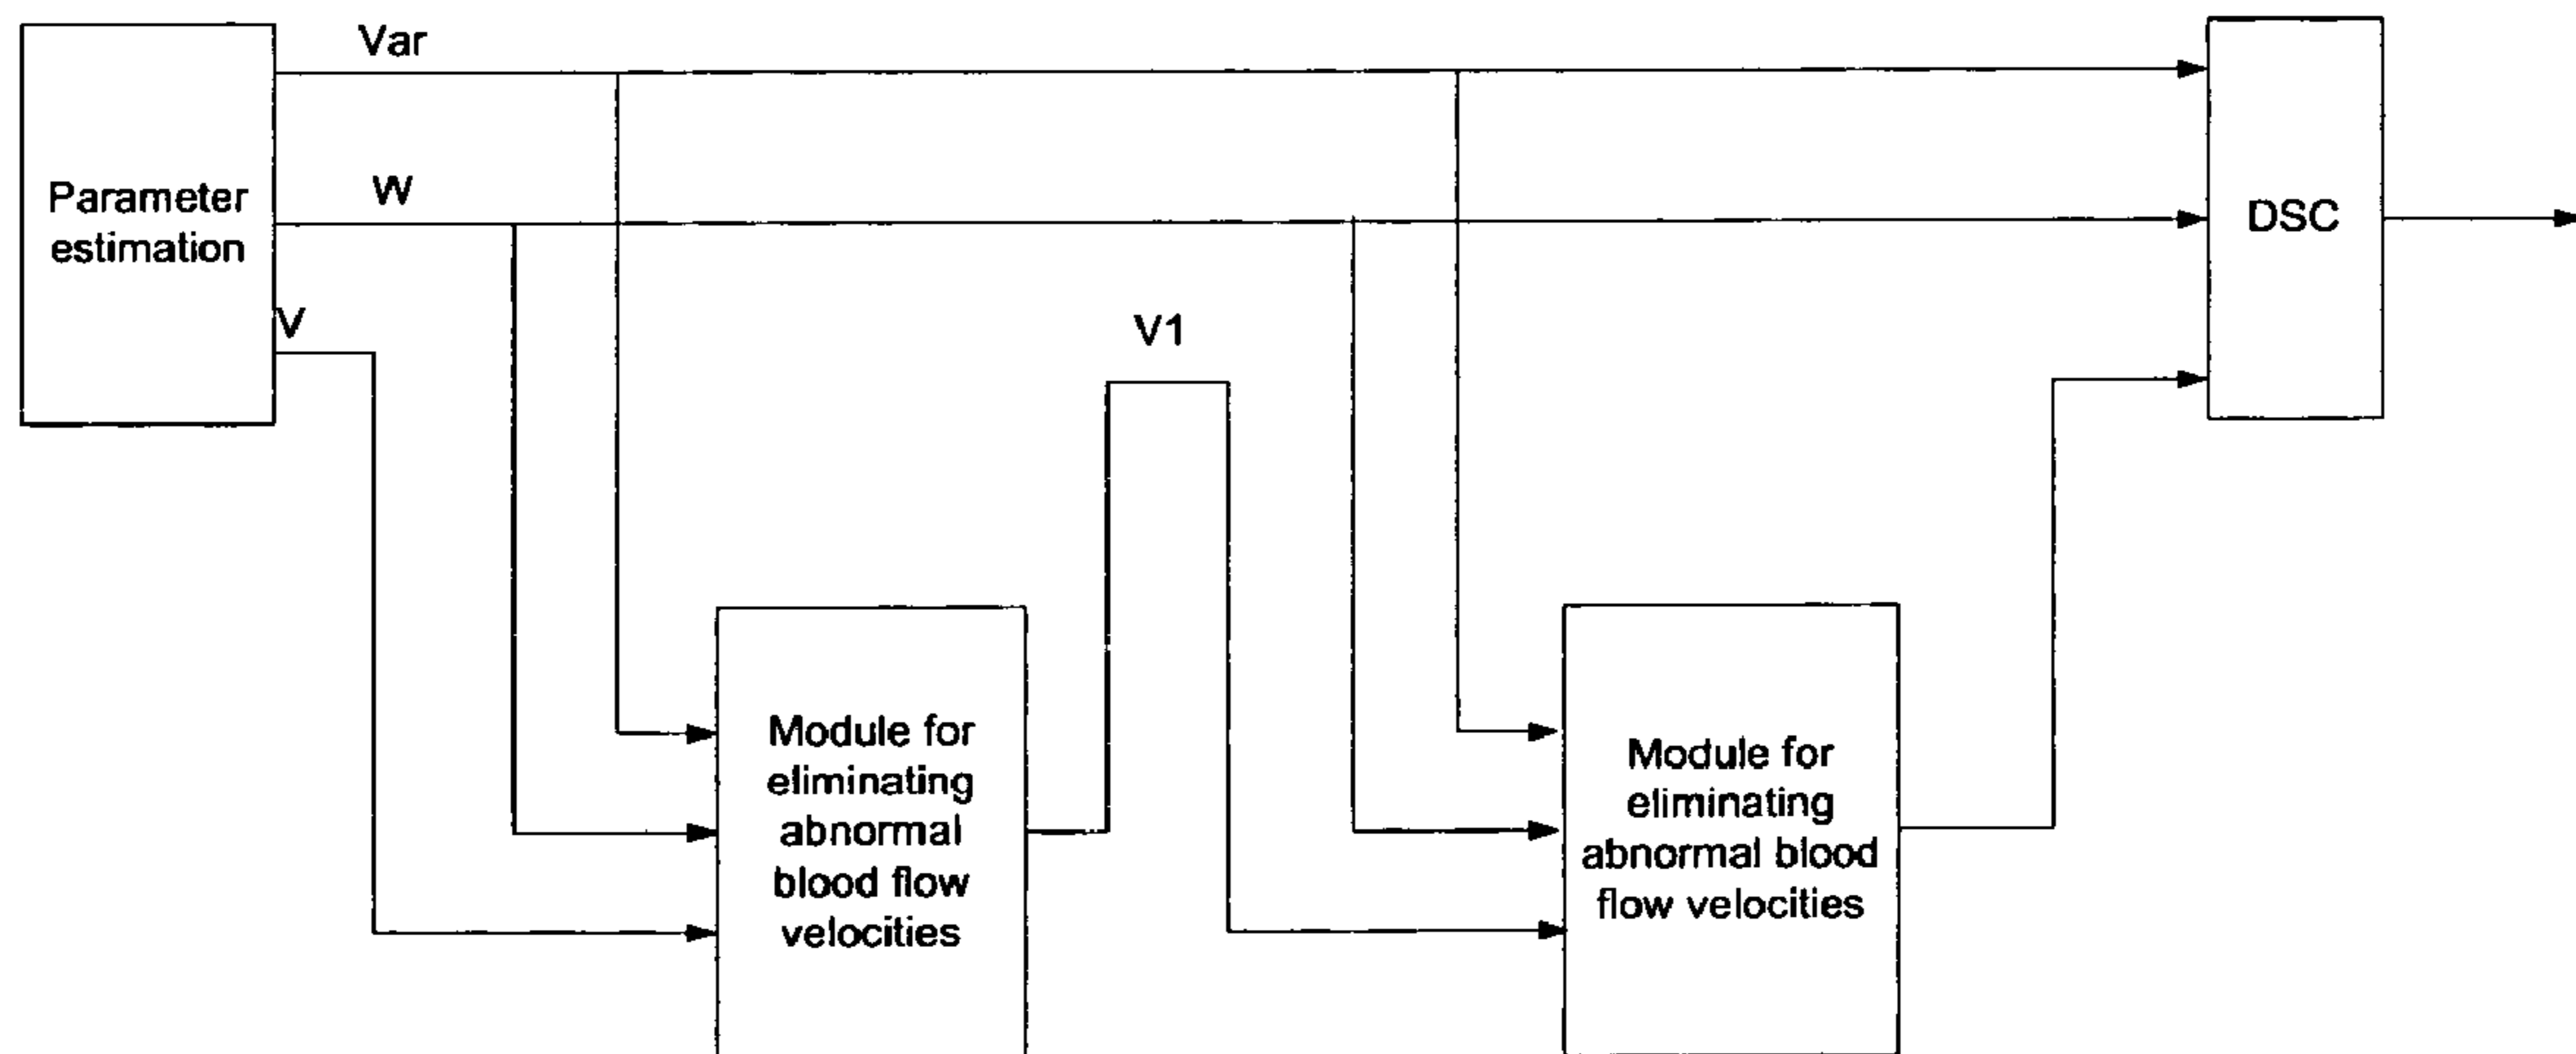 Var
W
Parameter
estimation
V
V1
DSC
Module for
eliminating
abnormal
blood flow
velocities
Module for
eliminating
abnormal blood
flow velocities